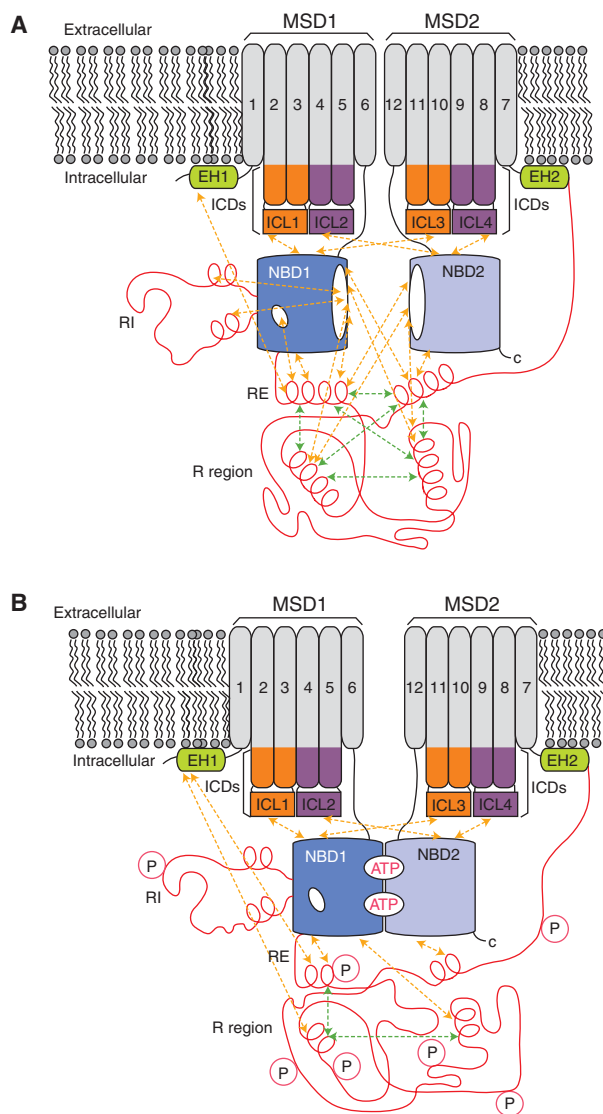 A
MSD1 MSD2
Extracellular
1 2 3 4 5 6 12 11 10 9 8 7
Intracellular
EH1 EH2
ICDs ICDs
ICL1 ICL2 ICL3 ICL4
NBD1 NBD2
RI
C
RE
R region
B
MSD1 MSD2
Extracellular
1 2 3 4 5 6 12 11 10 9 8 7
Intracellular
EH1 EH2
ICDs ICDs
ICL1 ICL2 ICL3 ICL4
NBD1 NBD2
P
ATP
RI
ATP
P
C
RE
P
R region
P
P
P
P